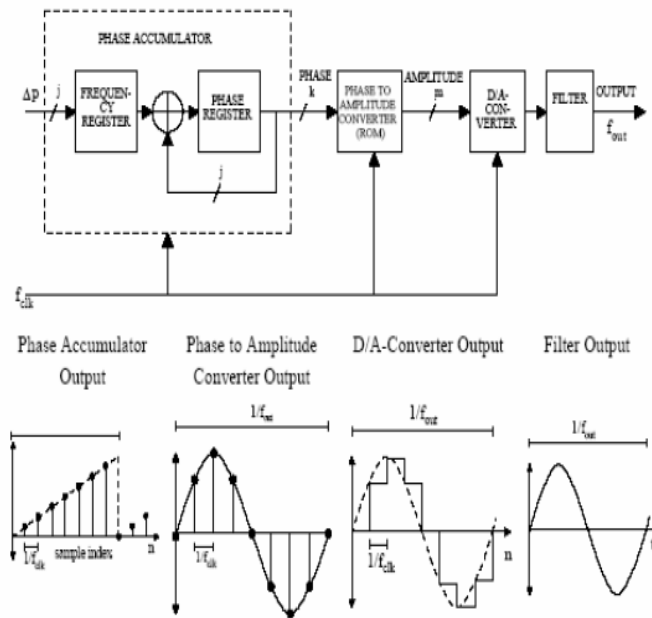 PHASE ACCUMULATOR
Δp
j
FREQUEN-
CY
REGISTER
PHASE
REGISTER
j
PHASE
k
PHASE TO
AMPLITUDE
CONVERTER
(ROM)
AMPLITUDE
m
D/A-
CON-
VERTER
FILTER
OUTPUT
fout
fclk
Phase Accumulator
Output
Phase to Amplitude
Converter Output
D/A-Converter Output
Filter Output
1/fout
1/fout
1/fout
1/fclk
sample index
n
1/fclk
1/fclk
n
t